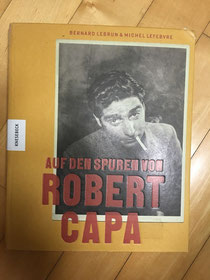 BERNARD LEBRUN & MICHEL LEFEBVRE
KNESEBECK
AUF DEN SPUREN VON
ROBERT
CAPA